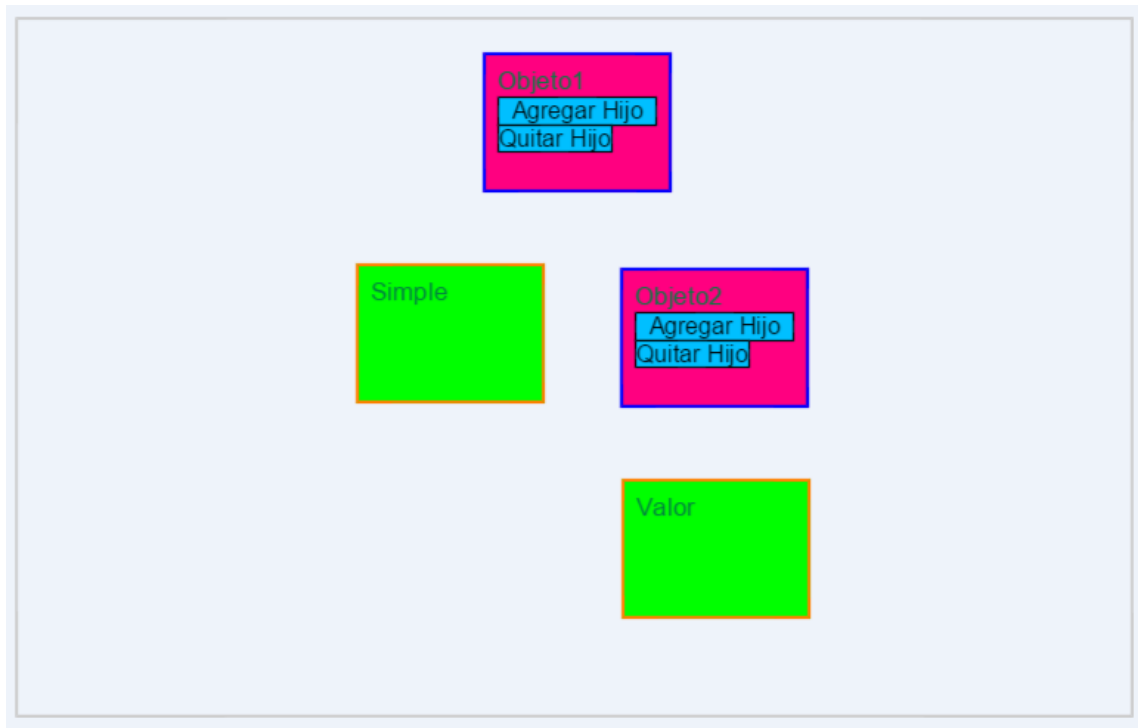 Objeto1
Agregar Hijo
Quitar Hijo
Simple
Objeto2
Agregar Hijo
Quitar Hijo
Valor